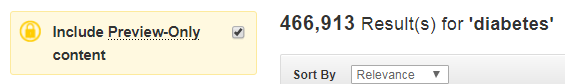 Include Preview-Only
content
466,913 Result(s) for 'diabetes'
Sort By Relevance